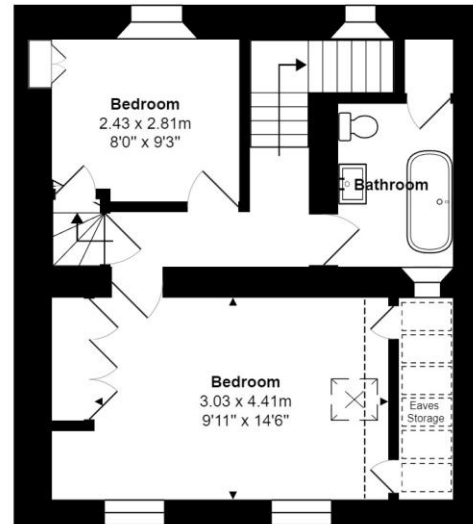 Bedroom
2.43 x 2.81m
8'0" x 9'3"
Bathroom
Bedroom
3.03 x 4.41m
9'11" x 14'6"
Eaves
Storage